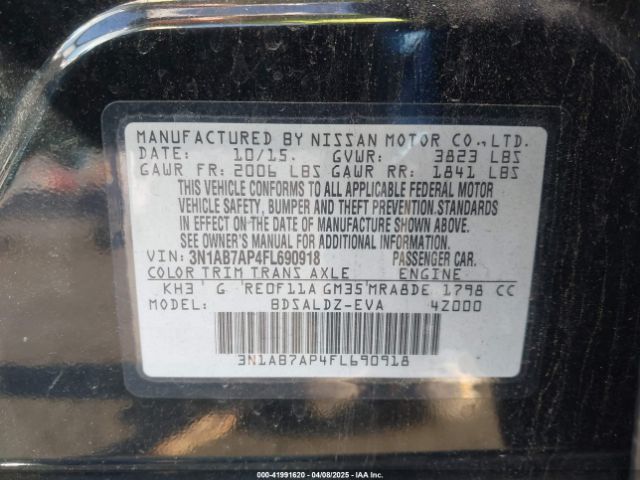 MANUFACTURED BY NISSAN MOTOR CO., LTD.
DATE: 10/15. GVWR: 3823 LBS
GAWR FR: 2006 LBS GAWR RR: 1841 LBS
THIS VEHICLE CONFORMS TO ALL APPLICABLE FEDERAL MOTOR
VEHICLE SAFETY, BUMPER AND THEFT PREVENTION STANDARDS
IN EFFECT ON THE DATE OF MANUFACTURE SHOWN ABOVE.
SEE OWNER'S MANUAL FOR ADDITIONAL INFORMATION.
VIN: 3N1AB7AP4FL690918 PASSENGER CAR.
COLOR TRIM TRANS AXLE ENGINE
KH3 G RE0F11A GM35 MRA8DE 1798 CC
MODEL: BDSALDZ-EVA 42000
3N1AB7AP4FL690918
000-41991620 04/08/2025 - IAAI.COM